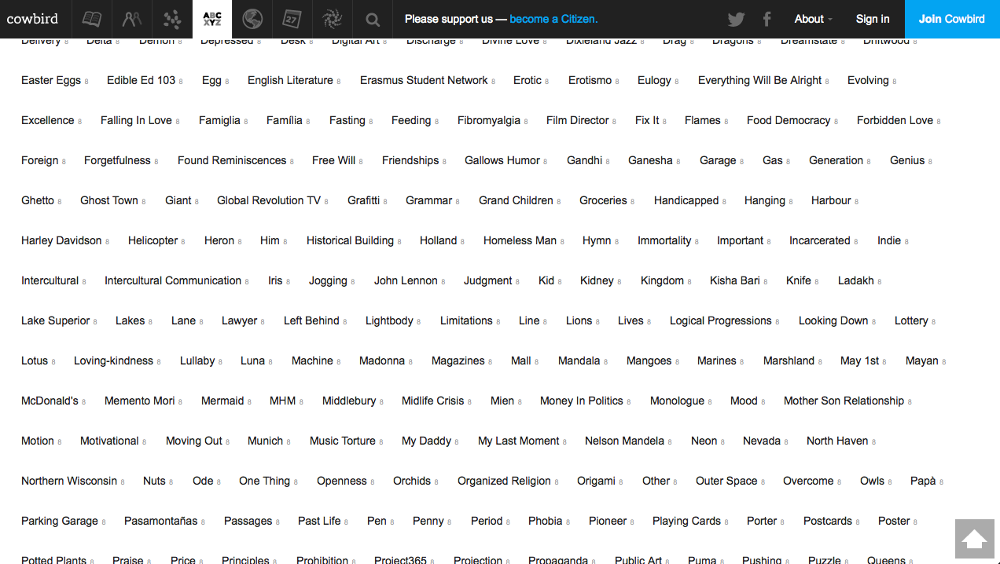 cowbird ABC XYZ 27 Please support us — become a Citizen. About Sign in Join Cowbird
Delivery 8 Delta 8 Demon 8 Depressed 8 Desk 8 Digital Art 8 Discharge 8 Divine Love 8 Dixieland Jazz 8 Drag 8 Dragons 8 Dreamstate 8 Driftwood 8
Easter Eggs 8 Edible Ed 103 8 Egg 8 English Literature 8 Erasmus Student Network 8 Erotic 8 Erotismo 8 Eulogy 8 Everything Will Be Alright 8 Evolving 8
Excellence 8 Falling In Love 8 Famiglia 8 Família 8 Fasting 8 Feeding 8 Fibromyalgia 8 Film Director 8 Fix It 8 Flames 8 Food Democracy 8 Forbidden Love 8
Foreign 8 Forgetfulness 8 Found Reminiscences 8 Free Will 8 Friendships 8 Gallows Humor 8 Gandhi 8 Ganesha 8 Garage 8 Gas 8 Generation 8 Genius 8
Ghetto 8 Ghost Town 8 Giant 8 Global Revolution TV 8 Grafitti 8 Grammar 8 Grand Children 8 Groceries 8 Handicapped 8 Hanging 8 Harbour 8
Harley Davidson 8 Helicopter 8 Heron 8 Him 8 Historical Building 8 Holland 8 Homeless Man 8 Hymn 8 Immortality 8 Important 8 Incarcerated 8 Indie 8
Intercultural 8 Intercultural Communication 8 Iris 8 Jogging 8 John Lennon 8 Judgment 8 Kid 8 Kidney 8 Kingdom 8 Kisha Bari 8 Knife 8 Ladakh 8
Lake Superior 8 Lakes 8 Lane 8 Lawyer 8 Left Behind 8 Lightbody 8 Limitations 8 Line 8 Lions 8 Lives 8 Logical Progressions 8 Looking Down 8 Lottery 8
Lotus 8 Loving-kindness 8 Lullaby 8 Luna 8 Machine 8 Madonna 8 Magazines 8 Mall 8 Mandala 8 Mangoes 8 Marines 8 Marshland 8 May 1st 8 Mayan 8
McDonald's 8 Memento Mori 8 Mermaid 8 MHM 8 Middlebury 8 Midlife Crisis 8 Mien 8 Money In Politics 8 Monologue 8 Mood 8 Mother Son Relationship 8
Motion 8 Motivational 8 Moving Out 8 Munich 8 Music Torture 8 My Daddy 8 My Last Moment 8 Nelson Mandela 8 Neon 8 Nevada 8 North Haven 8
Northern Wisconsin 8 Nuts 8 Ode 8 One Thing 8 Openness 8 Orchids 8 Organized Religion 8 Origami 8 Other 8 Outer Space 8 Overcome 8 Owls 8 Papà 8
Parking Garage 8 Pasamontañas 8 Passages 8 Past Life 8 Pen 8 Penny 8 Period 8 Phobia 8 Pioneer 8 Playing Cards 8 Porter 8 Postcards 8 Poster 8
Potted Plants 8 Praise 8 Price 8 Principles 8 Prohibition 8 Project365 8 Projection 8 Propaganda 8 Public Art 8 Puma 8 Pushing 8 Puzzle 8 Queens 8